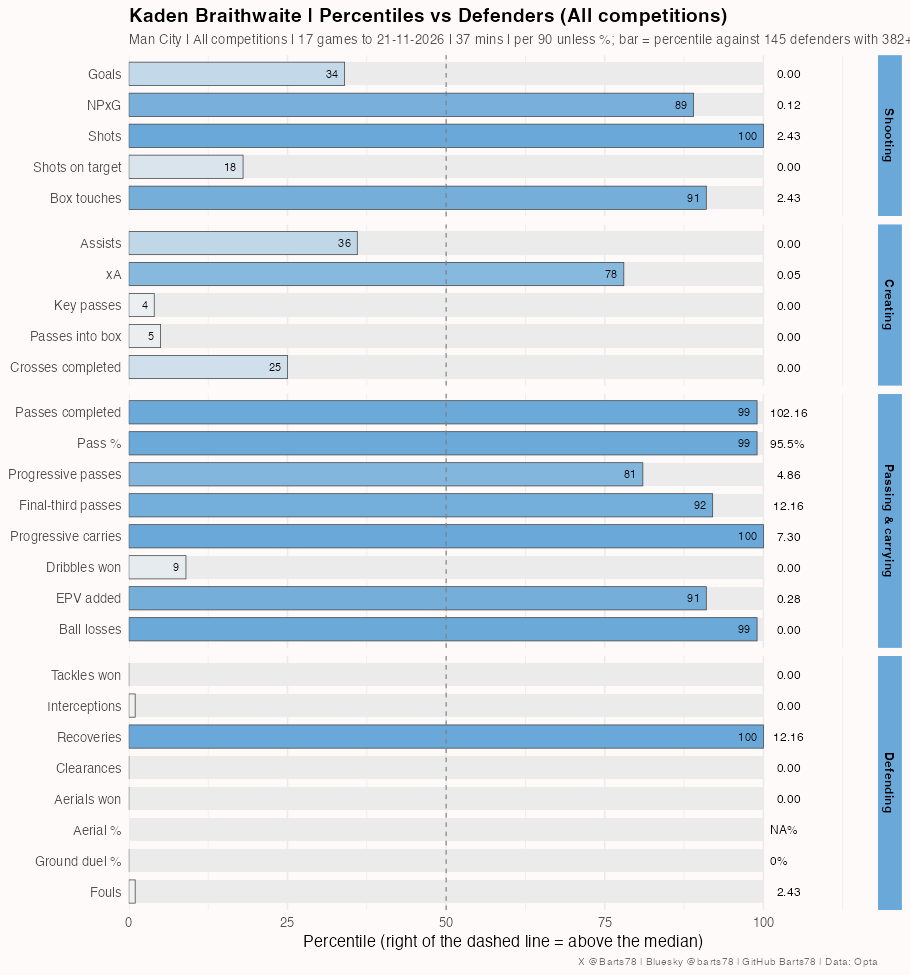 Kaden Braithwaite | Percentiles vs Defenders (All competitions)
Man City | All competitions | 17 games to 21-11-2026 | 37 mins | per 90 unless %; bar = percentile against 145 defenders with 382+
Goals 34 0.00
NPxG 89 0.12
Shots 100 2.43
Shots on target 18 0.00
Box touches 91 2.43
Shooting
Assists 36 0.00
xA 78 0.05
Key passes 4 0.00
Passes into box 5 0.00
Crosses completed 25 0.00
Creating
Passes completed 99 102.16
Pass % 99 95.5%
Progressive passes 81 4.86
Final-third passes 92 12.16
Progressive carries 100 7.30
Dribbles won 9 0.00
EPV added 91 0.28
Ball losses 99 0.00
Passing & carrying
Tackles won 0.00
Interceptions 0.00
Recoveries 100 12.16
Clearances 0.00
Aerials won 0.00
Aerial % NA%
Ground duel % 0%
Fouls 2.43
Defending
0 25 50 75 100
Percentile (right of the dashed line = above the median)
X @Barts78 | Bluesky @barts78 | GitHub Barts78 | Data: Opta